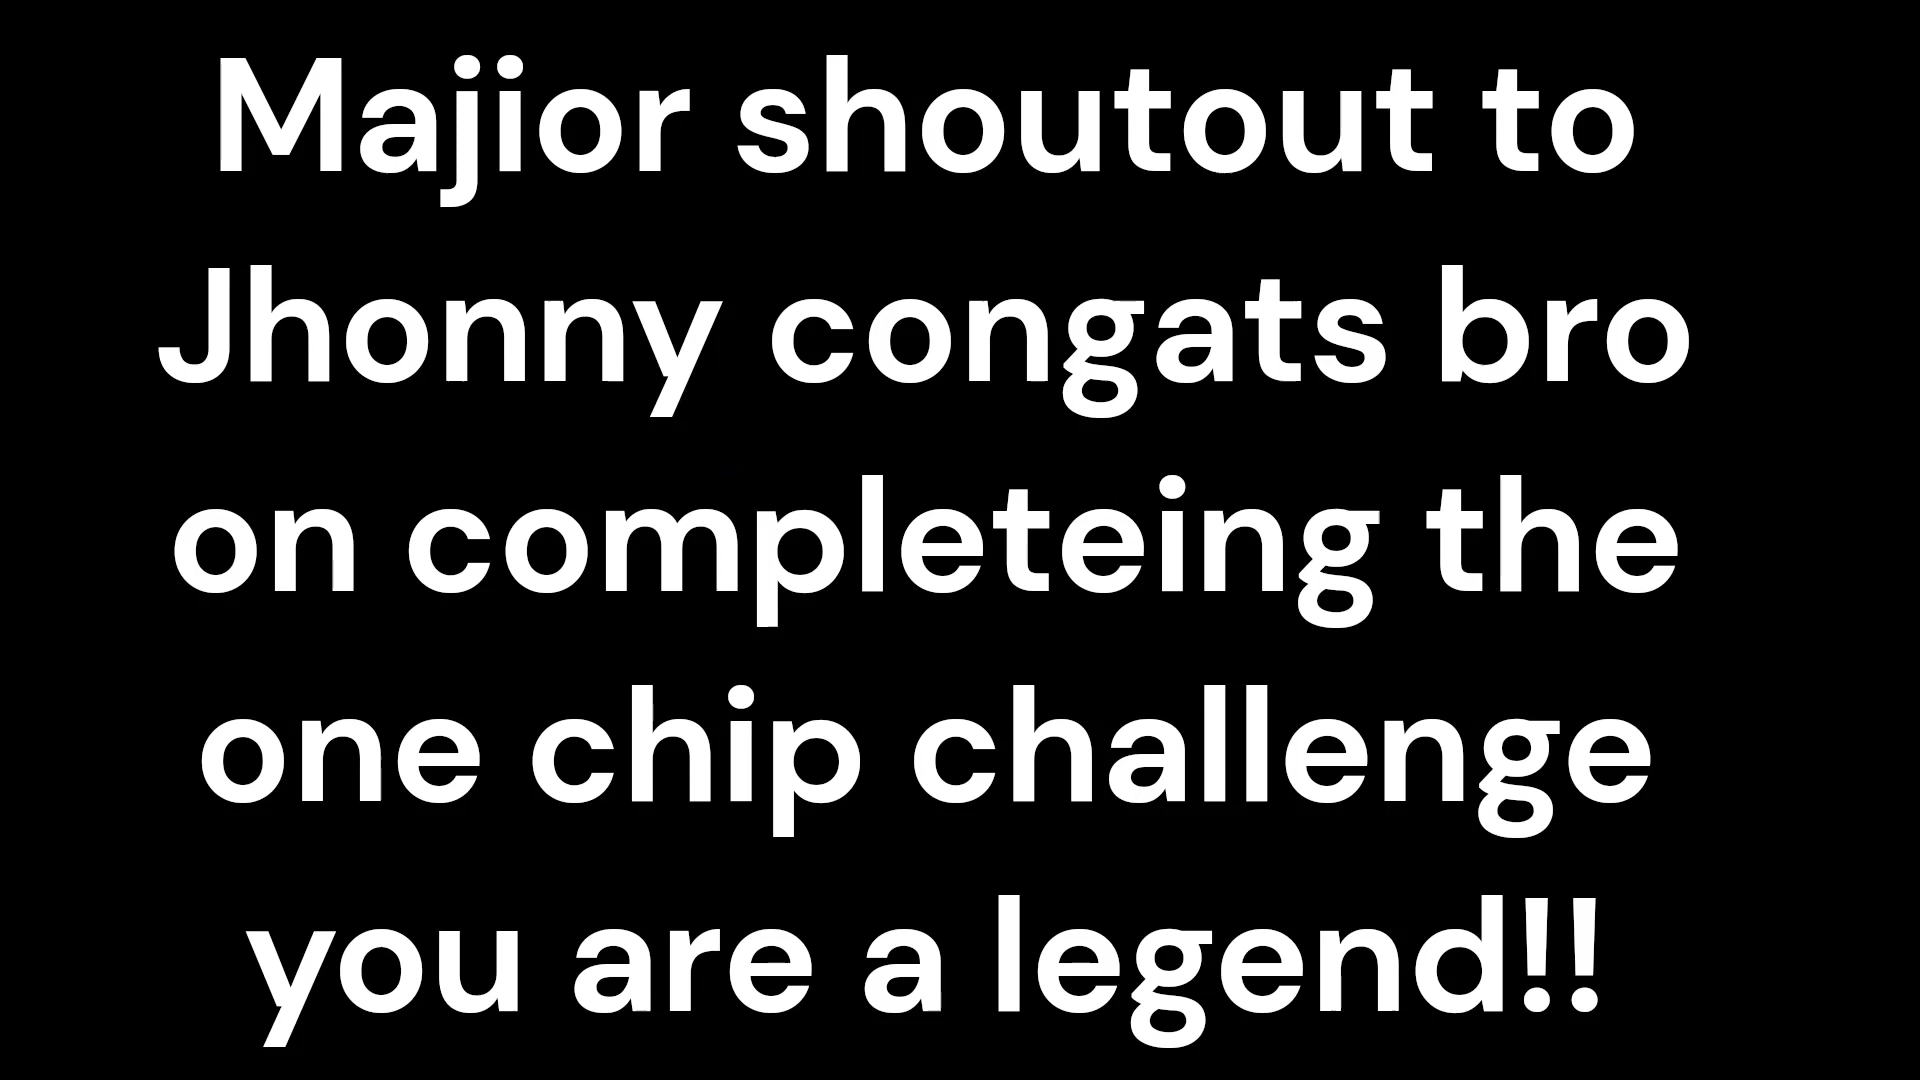 Majior shoutout to
Jhonny congats bro
on completeing the
one chip challenge
you are a legend!!